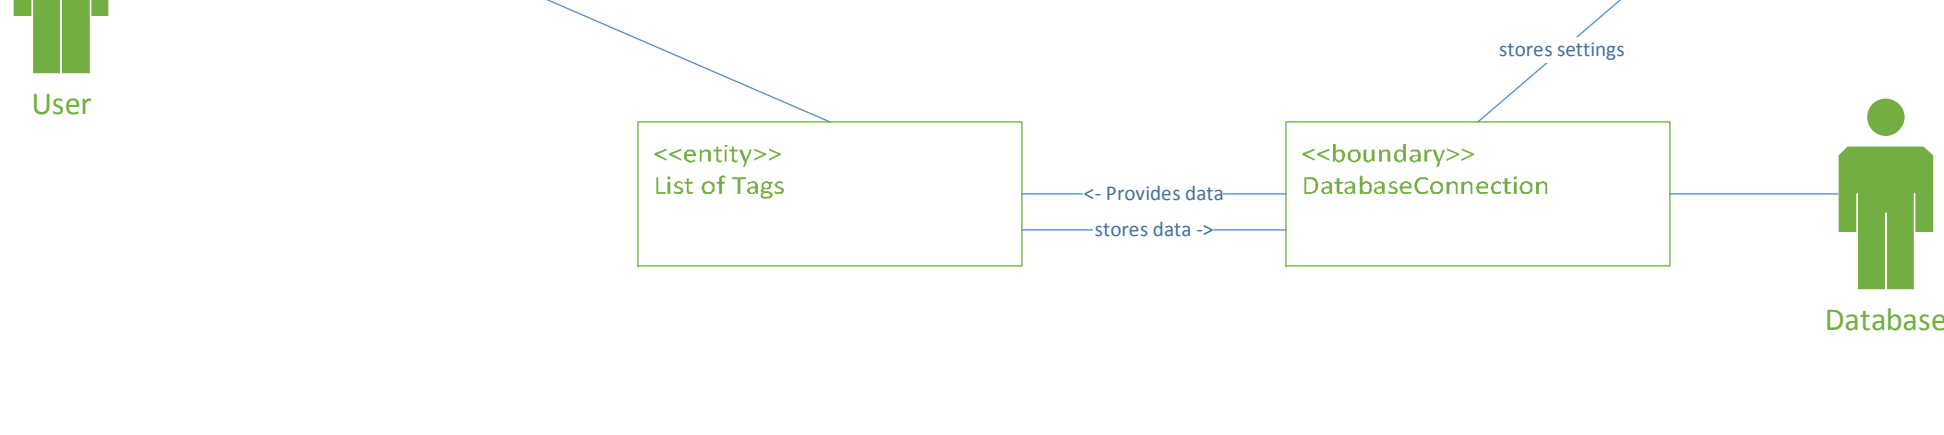 stores settings
User
<<entity>>
List of Tags
<- Provides data
stores data ->
<<boundary>>
DatabaseConnection
Database